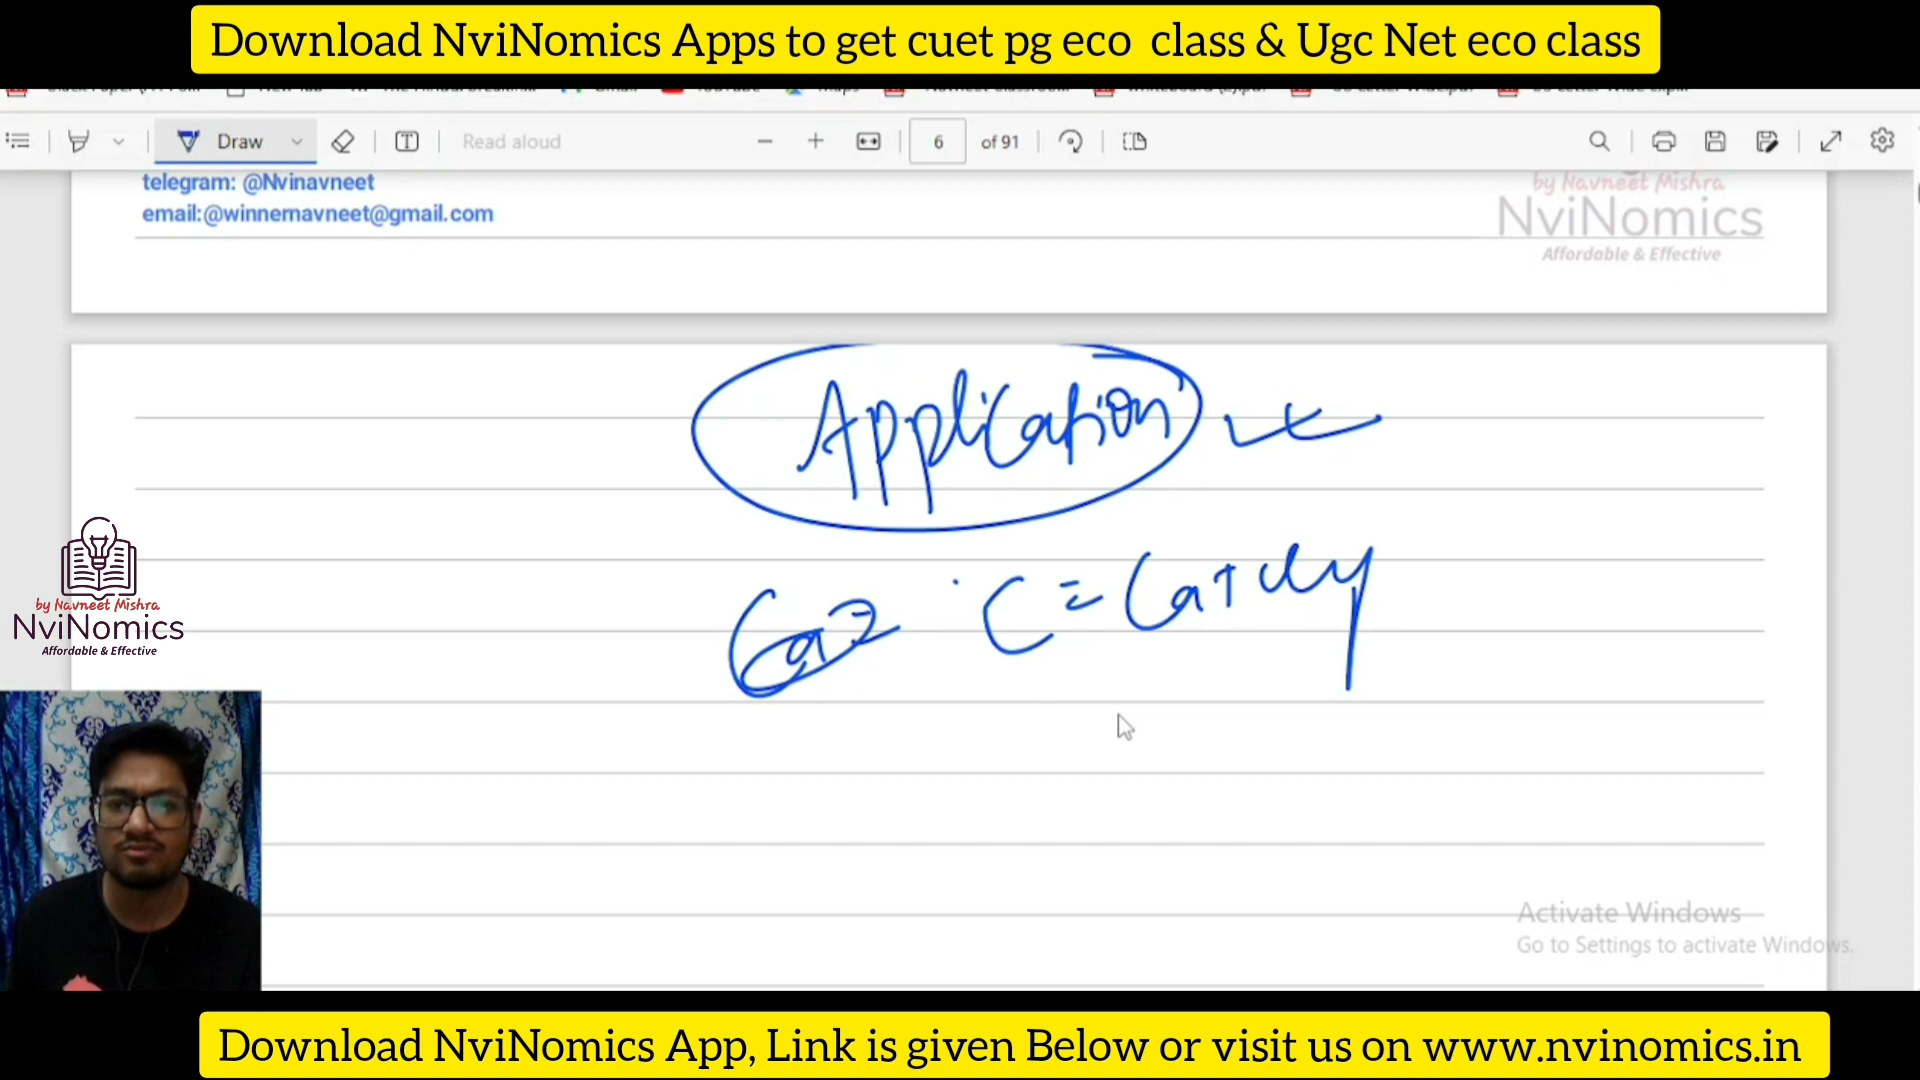 Download NviNomics Apps to get cuet pg eco class & Ugc Net eco class
Draw
Read aloud
6 of 91
telegram: @Nvinavneet
email:@winnernavneet@gmail.com
by Navneet Mishra
NviNomics
Affordable & Effective
Application
C = Ca +
by Navneet Mishra
NviNomics
Affordable & Effective
Activate Windows
Go to Settings to activate Windows.
Download NviNomics App, Link is given Below or visit us on www.nvinomics.in